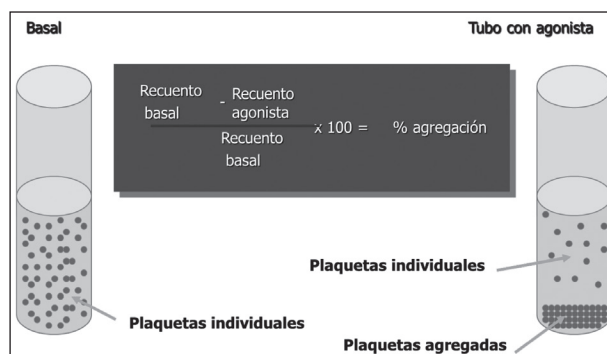 Basal
Tubo con agonista
Recuento basal - Recuento agonista
Recuento basal
x 100 = % agregación
Plaquetas individuales
Plaquetas individuales
Plaquetas agregadas